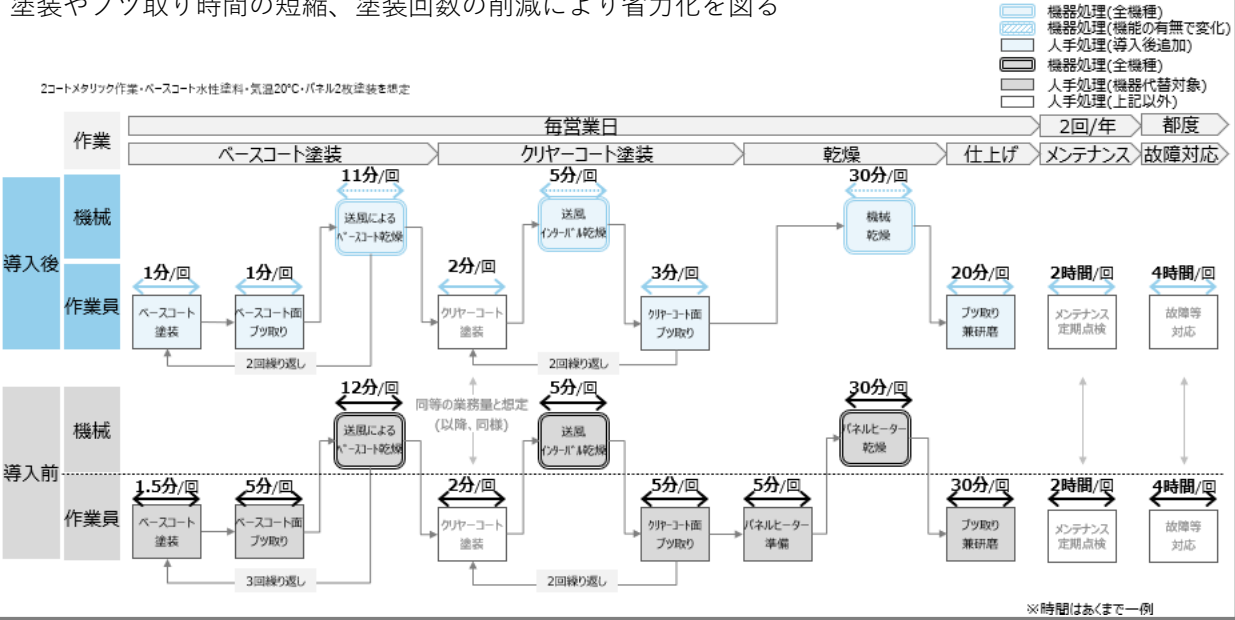 塗装やブツ取り時間の短縮、塗装回数の削減により省力化を図る
機器処理(全機種)
機器処理(機能の有無で変化)
人手処理(導入後追加)
機器処理(全機種)
人手処理(機器代替対象)
人手処理(上記以外)
2コートメタリック作業・ベースコート水性塗料・気温20℃・パネル2枚塗装を想定
作業
毎営業日
2回/年
都度
ベースコート塗装
クリヤーコート塗装
乾燥
仕上げ
メンテナンス
故障対応
導入後
機械
11分/回
送風による
ベースコート乾燥
5分/回
送風
インターバル乾燥
30分/回
機械
乾燥
作業員
1分/回
ベースコート
塗装
1分/回
ベースコート面
ブツ取り
2分/回
クリヤーコート
塗装
3分/回
クリヤーコート面
ブツ取り
20分/回
ブツ取り
兼研磨
2時間/回
メンテナンス
定期点検
4時間/回
故障等
対応
2回繰り返し
2回繰り返し
同等の業務量と想定
(以降、同様)
導入前
機械
12分/回
送風による
ベースコート乾燥
5分/回
送風
インターバル乾燥
30分/回
パネルヒーター
乾燥
作業員
1.5分/回
ベースコート
塗装
5分/回
ベースコート面
ブツ取り
2分/回
クリヤーコート
塗装
5分/回
クリヤーコート面
ブツ取り
5分/回
パネルヒーター
準備
30分/回
ブツ取り
兼研磨
2時間/回
メンテナンス
定期点検
4時間/回
故障等
対応
3回繰り返し
2回繰り返し
※時間はあくまで一例